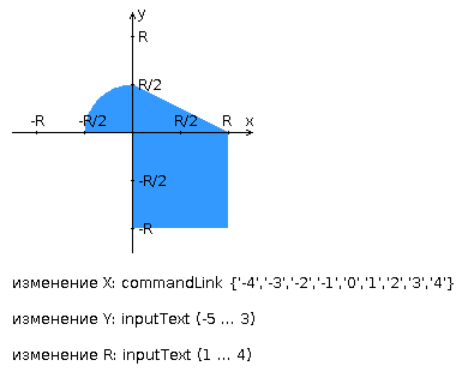 y
R
R/2
-R
-R/2
R/2
R
x
-R/2
-R
изменение X: commandLink {'-4','-3','-2','-1','0','1','2','3','4'}
изменение Y: inputText (-5 ... 3)
изменение R: inputText (1 ... 4)